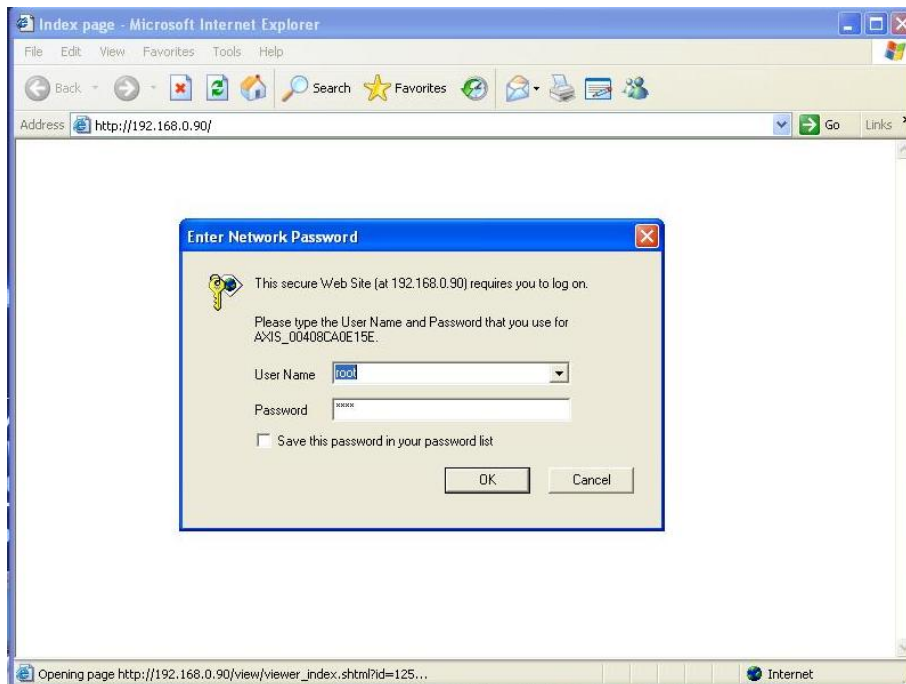 Index page - Microsoft Internet Explorer
File Edit View Favorites Tools Help
Back Search Favorites
Address http://192.168.0.90/ Go Links
Enter Network Password
This secure Web Site (at 192.168.0.90) requires you to log on.
Please type the User Name and Password that you use for
AXIS_00408CA0E15E.
User Name root
Password ****
Save this password in your password list
OK Cancel
Opening page http://192.168.0.90/view/viewer_index.shtml?id=125... Internet